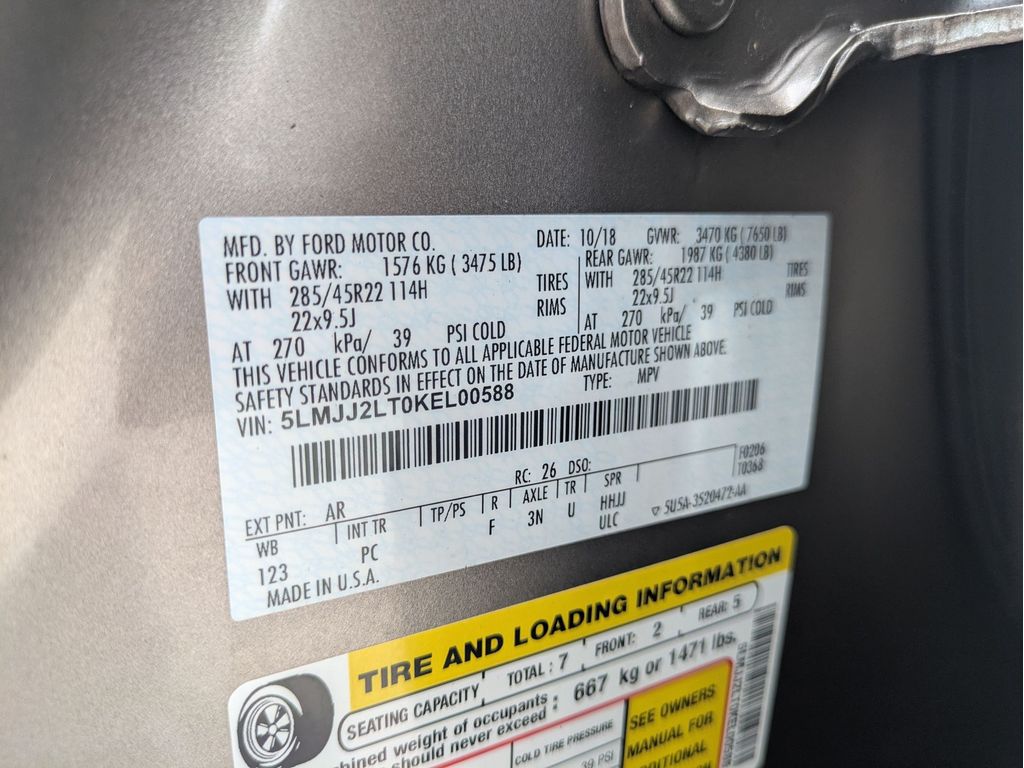 MFD. BY FORD MOTOR CO. DATE: 10/18 GVWR: 3470 KG ( 7650 LB)
FRONT GAWR: 1576 KG ( 3475 LB) REAR GAWR: 1987 KG ( 4380 LB)
WITH 285/45R22 114H TIRES WITH 285/45R22 114H TIRES
22x9.5J RIMS 22x9.5J RIMS
AT 270 kPa/ 39 PSI COLD AT 270 kPa/ 39 PSI COLD
THIS VEHICLE CONFORMS TO ALL APPLICABLE FEDERAL MOTOR VEHICLE
SAFETY STANDARDS IN EFFECT ON THE DATE OF MANUFACTURE SHOWN ABOVE.
VIN: 5LMJJ2LT0KEL00588 TYPE: MPV
F0206
T0368
EXT PNT: AR RC: 26 DSO:
WB INT TR TP/PS R AXLE TR SPR
123 PC F 3N U HHJJ
ULC ▽ 5U5A-3520472-AA
MADE IN U.S.A.
TIRE AND LOADING INFORMATION
SEATING CAPACITY TOTAL: 7 FRONT: 2 REAR: 5
weight of occupants
should never exceed : 667 kg or 1471 lbs.
COLD TIRE PRESSURE
39 PSI
SEE OWNERS
MANUAL FOR